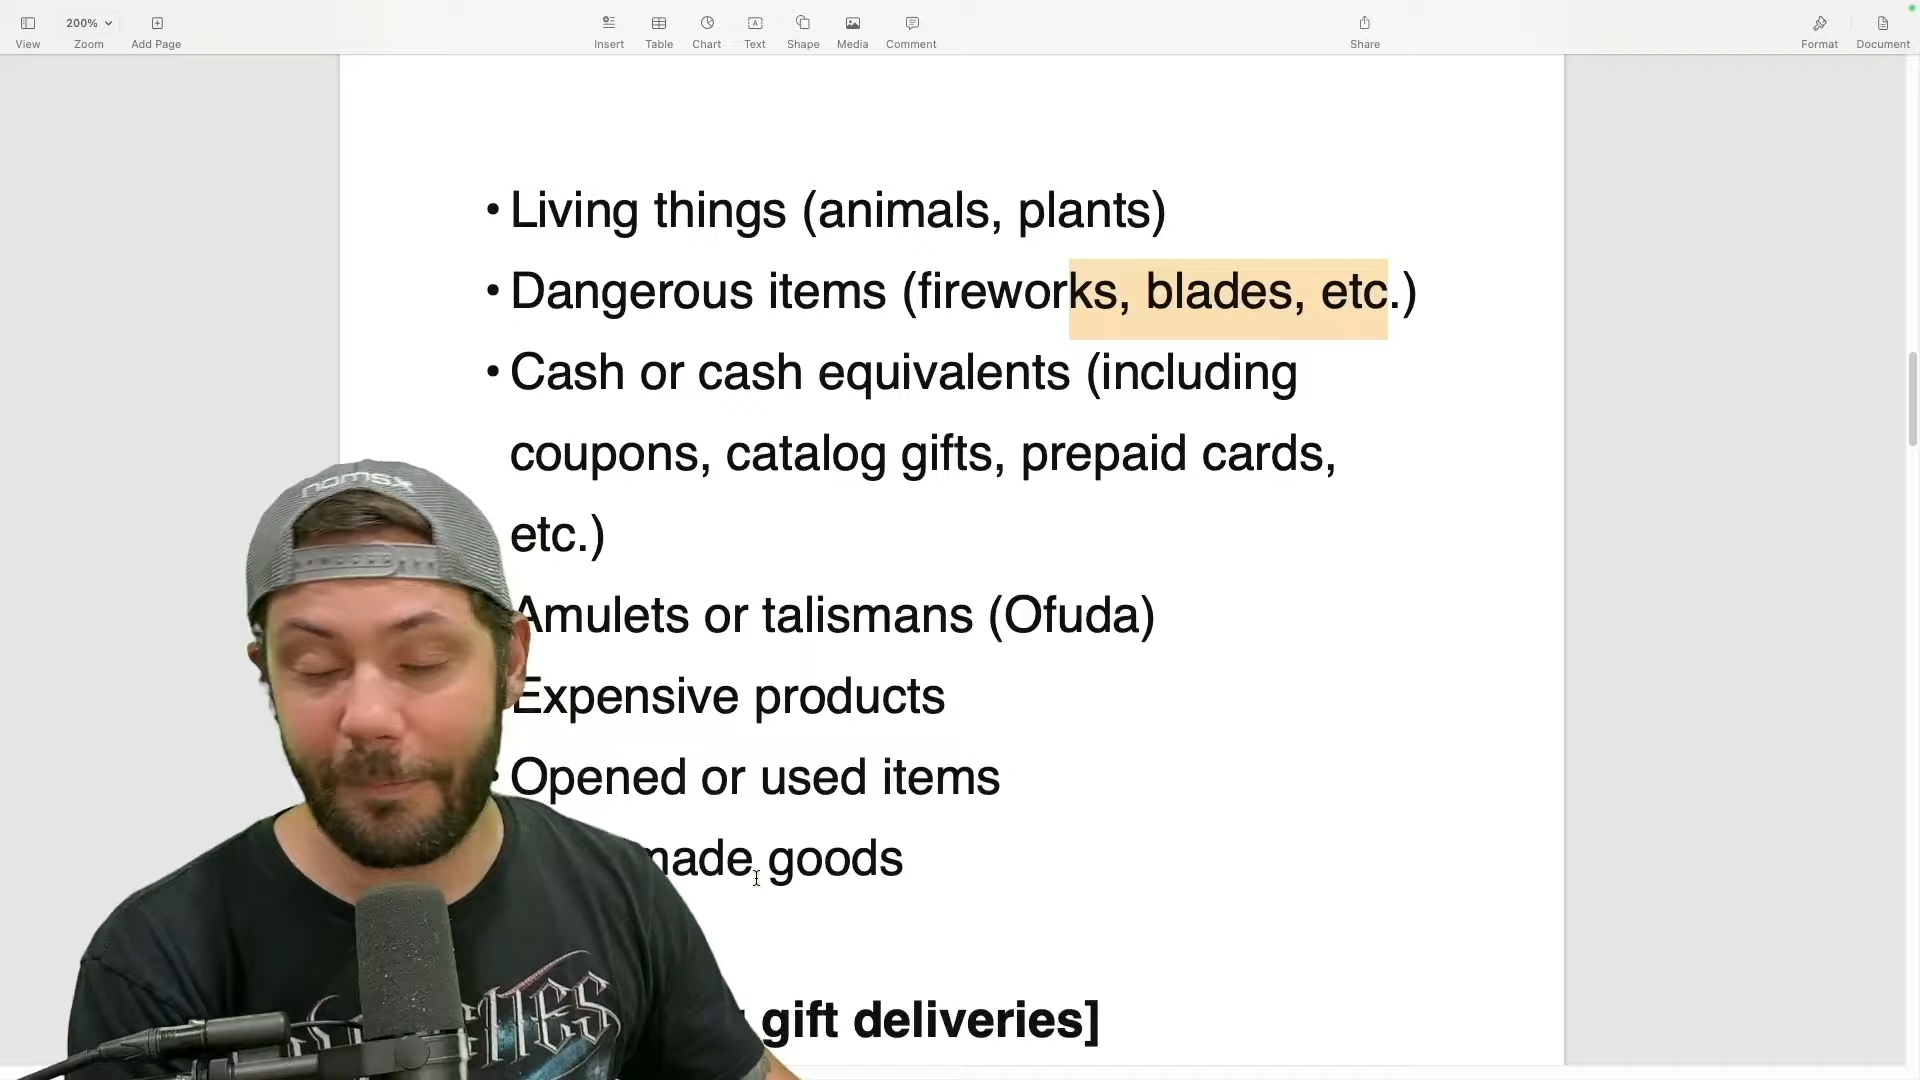 200%
View
Zoom
Add Page
Insert
Table
Chart
Text
Shape
Media
Comment
Share
Format
Document
• Living things (animals, plants)
• Dangerous items (fireworks, blades, etc.)
• Cash or cash equivalents (including
coupons, catalog gifts, prepaid cards,
etc.)
Amulets or talismans (Ofuda)
Expensive products
• Opened or used items
goods
gift deliveries]
nomsx